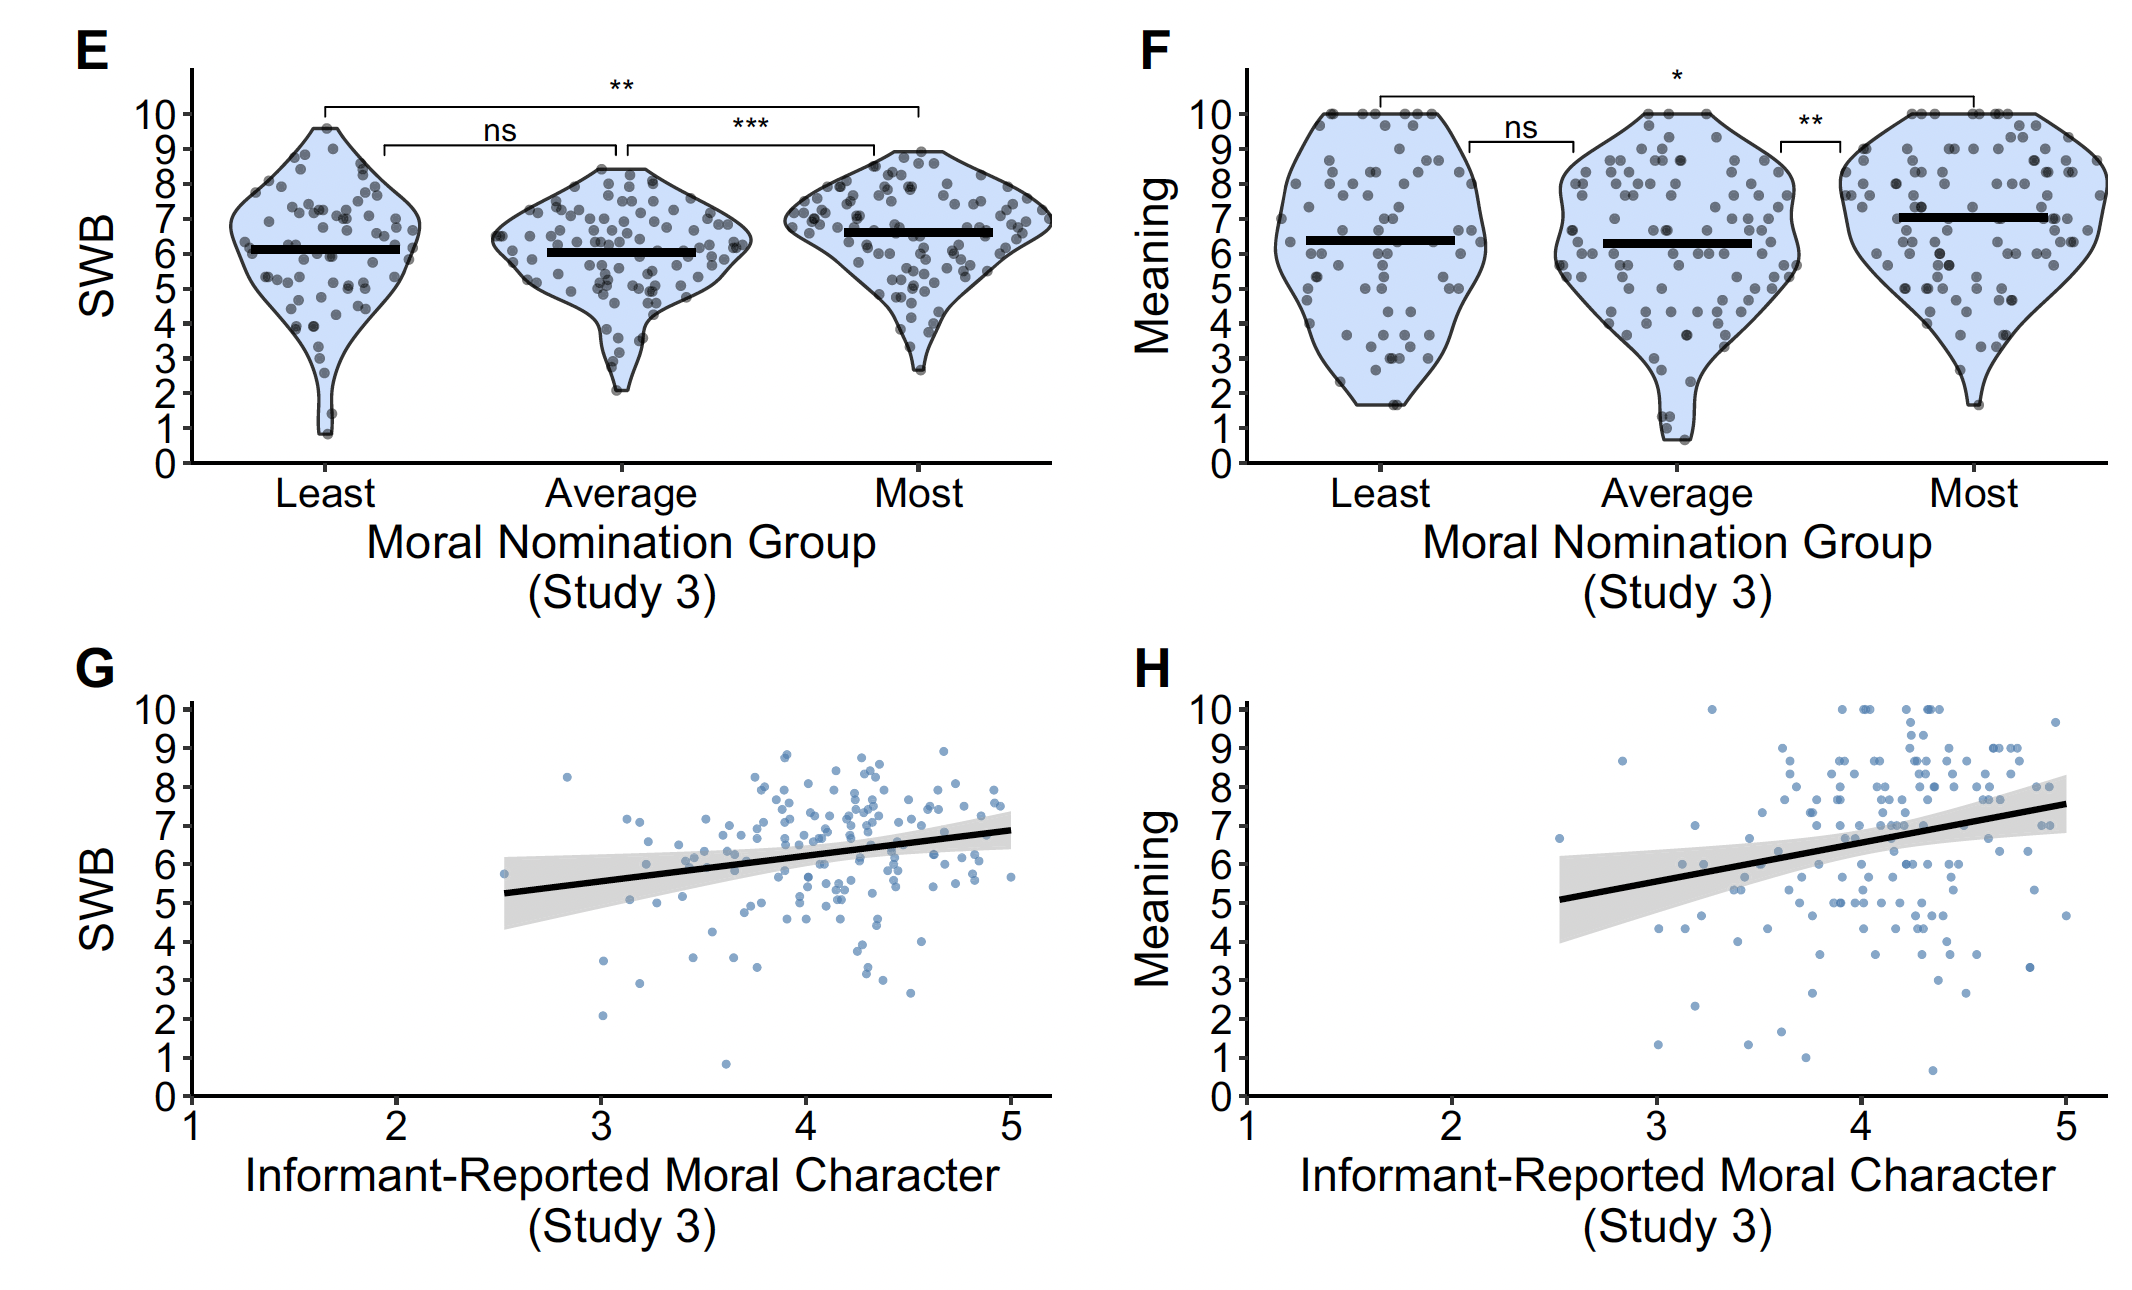 E
**
ns
***
10
9
8
7
6
5
4
3
2
1
0
SWB
Least Average Most
Moral Nomination Group
(Study 3)
F
*
ns
**
10
9
8
7
6
5
4
3
2
1
0
Meaning
Least Average Most
Moral Nomination Group
(Study 3)
G
10
9
8
7
6
5
4
3
2
1
0
SWB
1 2 3 4 5
Informant-Reported Moral Character
(Study 3)
H
10
9
8
7
6
5
4
3
2
1
0
Meaning
1 2 3 4 5
Informant-Reported Moral Character
(Study 3)